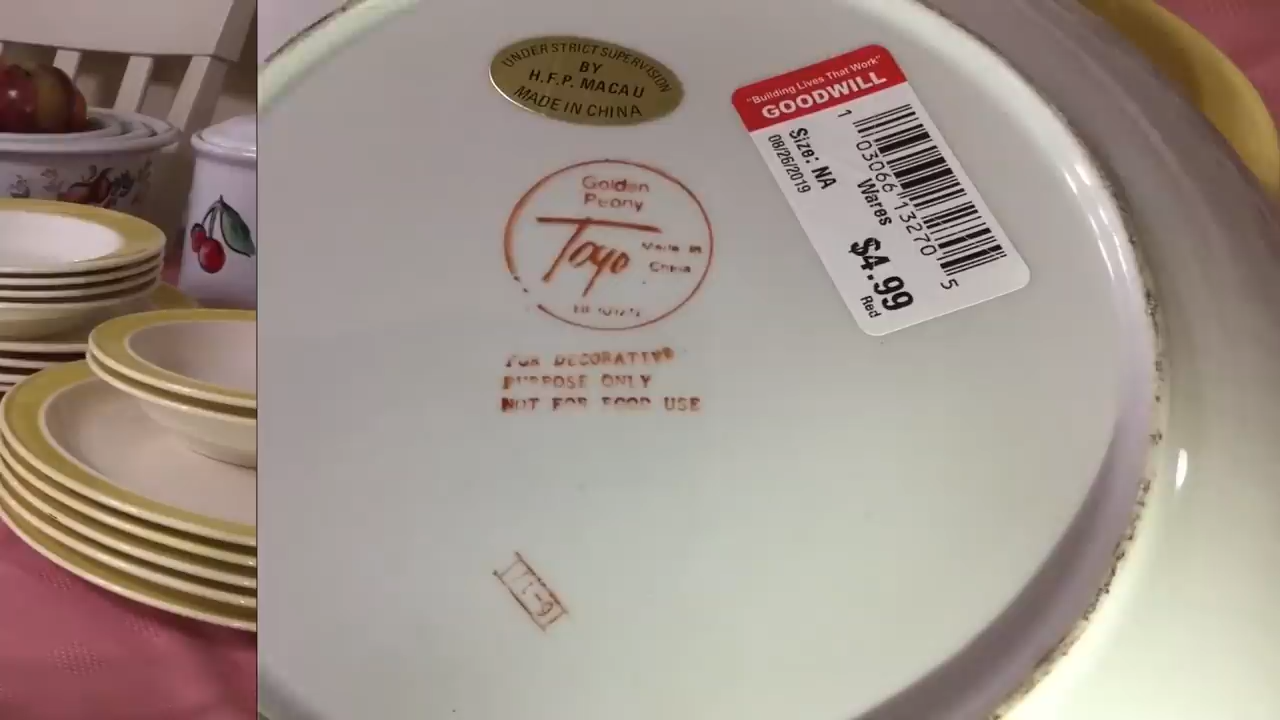 UNDER STRICT SUPERVISION
BY
H.F.P. MACAU
MADE IN CHINA
"Building Lives That Work"
GOODWILL
1 03066 13270 5
Size: NA
08/26/2019
Wares
$4.99
Red
Golden
Peony
Toyo
Made in
China
FOR DECORATIVE
PURPOSE ONLY
NOT FOR FOOD USE